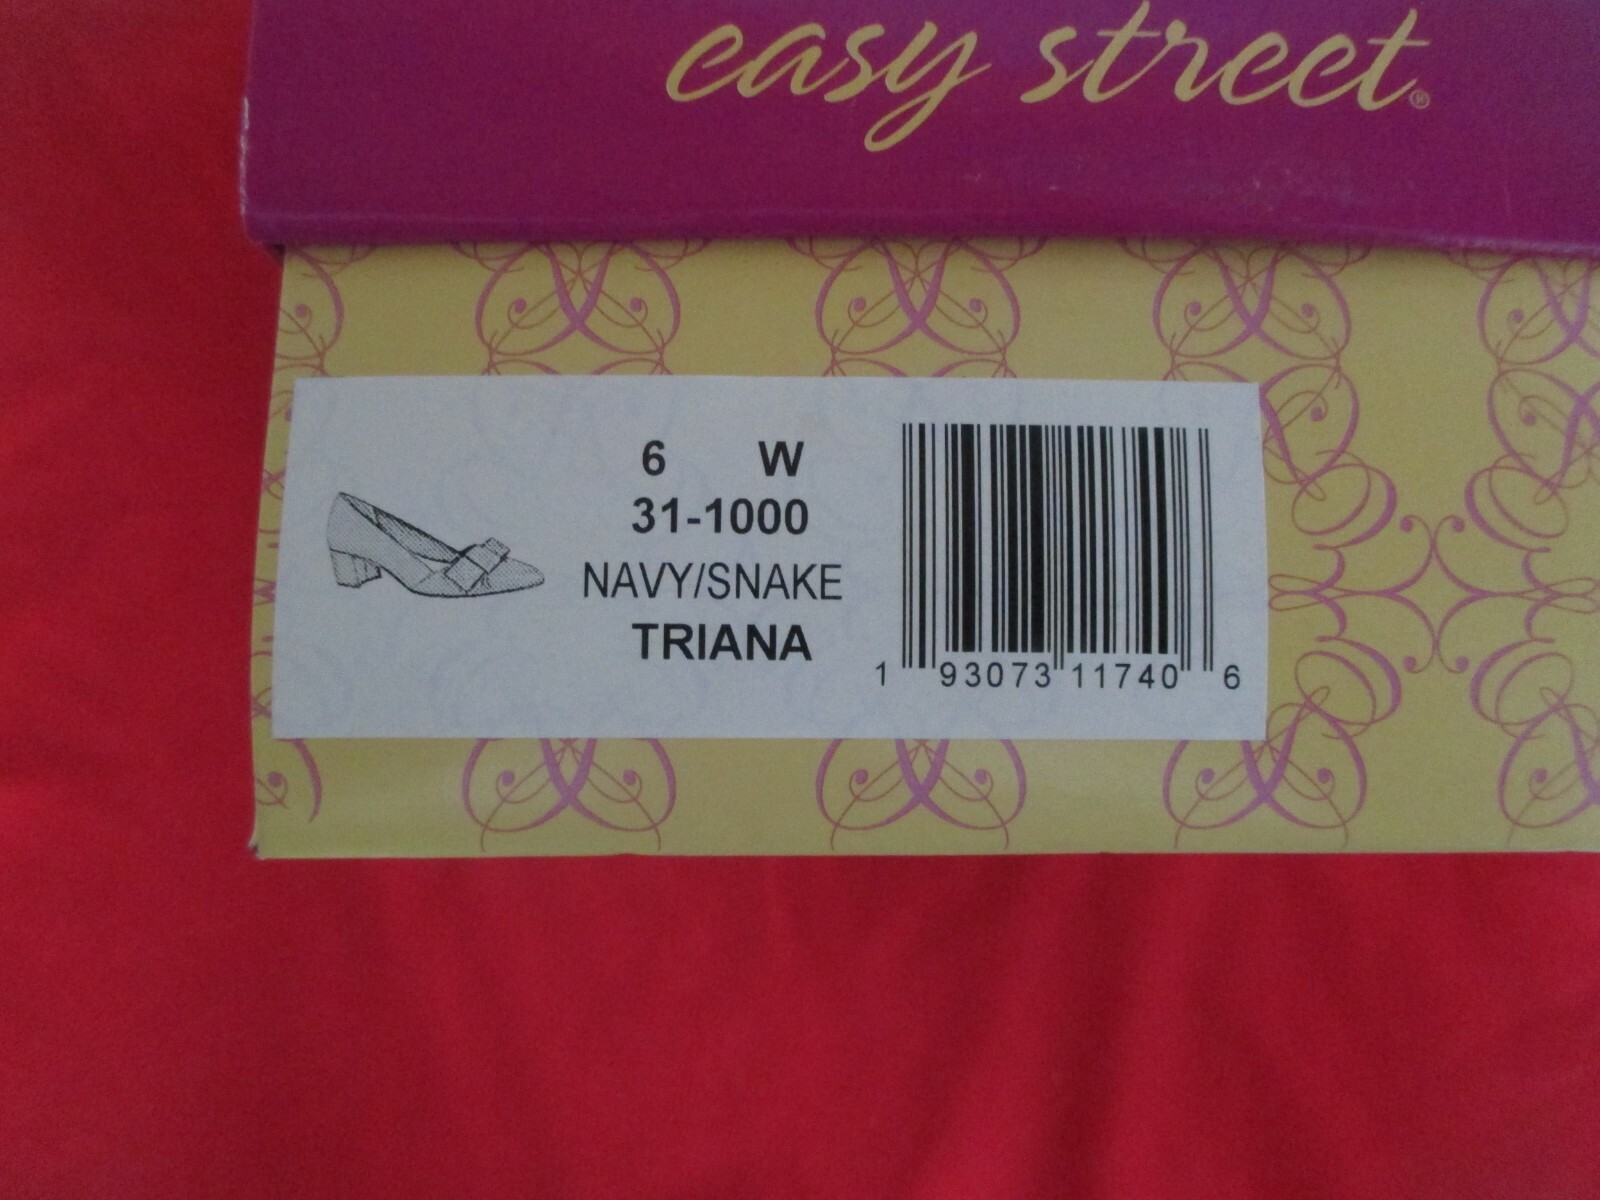 easy street®
6 W
31-1000
NAVY/SNAKE
TRIANA
1 93073 11740 6